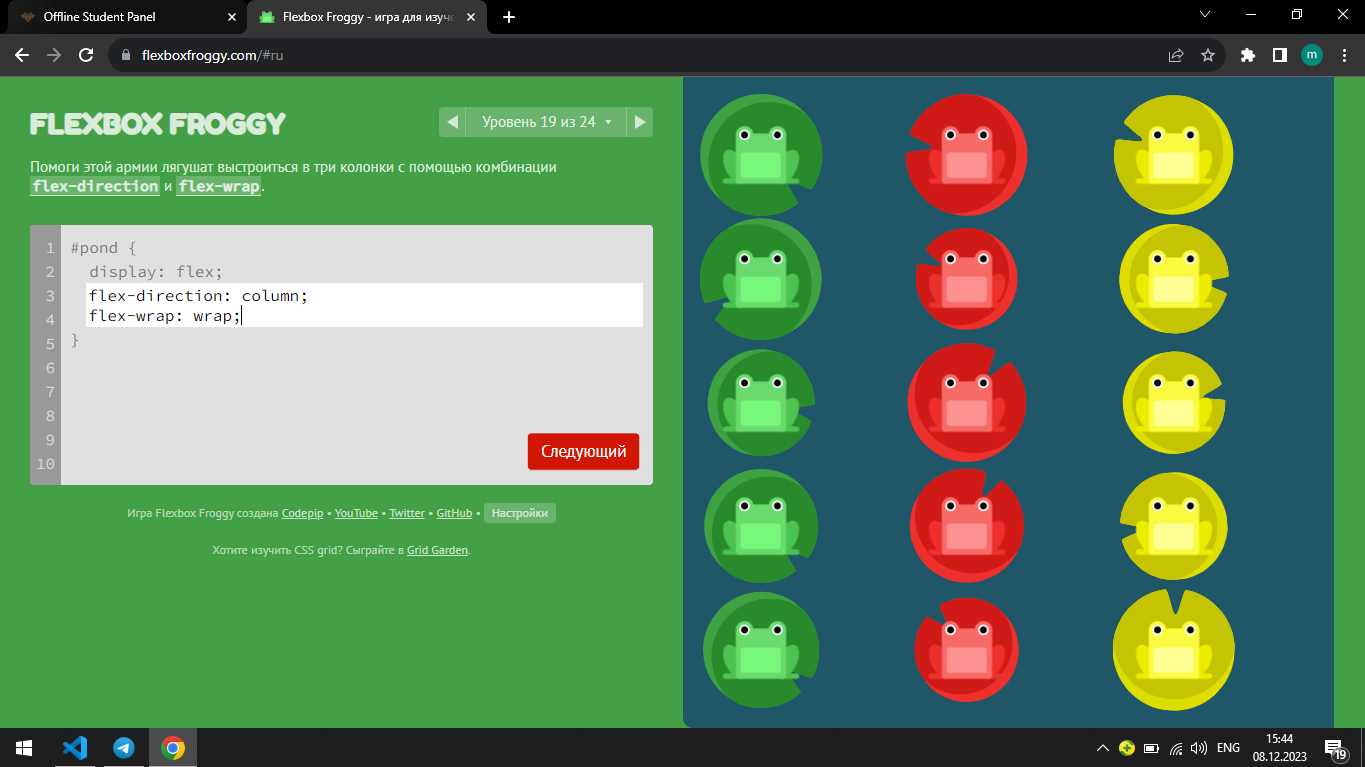 Offline Student Panel
Flexbox Froggy - игра для изуче
flexboxfroggy.com/#ru
m
FLEXBOX FROGGY
Уровень 19 из 24
Помоги этой армии лягушат выстроиться в три колонки с помощью комбинации
flex-direction и flex-wrap.
1 #pond {
2 display: flex;
3 flex-direction: column;
4 flex-wrap: wrap;
5 }
6
7
8
9
10
Следующий
Игра Flexbox Froggy создана Codepip • YouTube • Twitter • GitHub • Настройки
Хотите изучить CSS grid? Сыграйте в Grid Garden.
ENG
15:44
08.12.2023
19